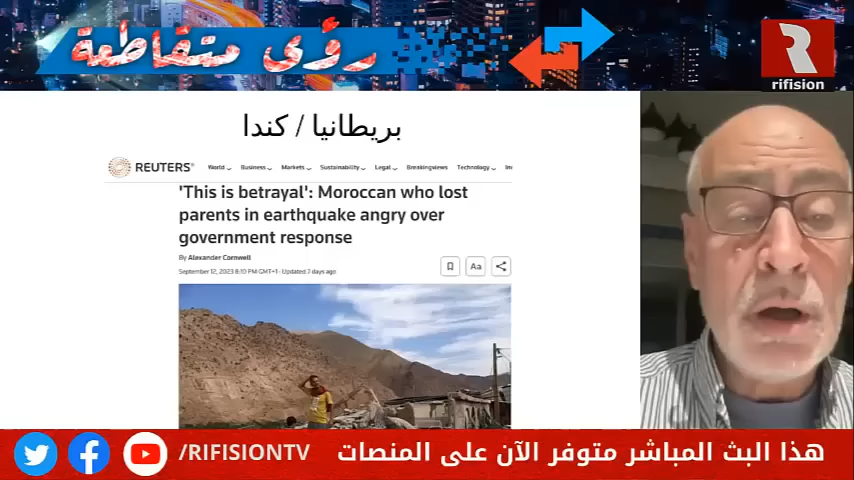 رؤى متقاطعة
R
rifision
بريطانيا / كندا
REUTERS®
World Business Markets Sustainability Legal Breakingviews Technology
'This is betrayal': Moroccan who lost
parents in earthquake angry over
government response
By Alexander Cornwell
September 12, 2023 8:10 PM GMT+1 · Updated 7 days ago
Aa
/RIFISIONTV
هذا البث المباشر متوفر الآن على المنصات